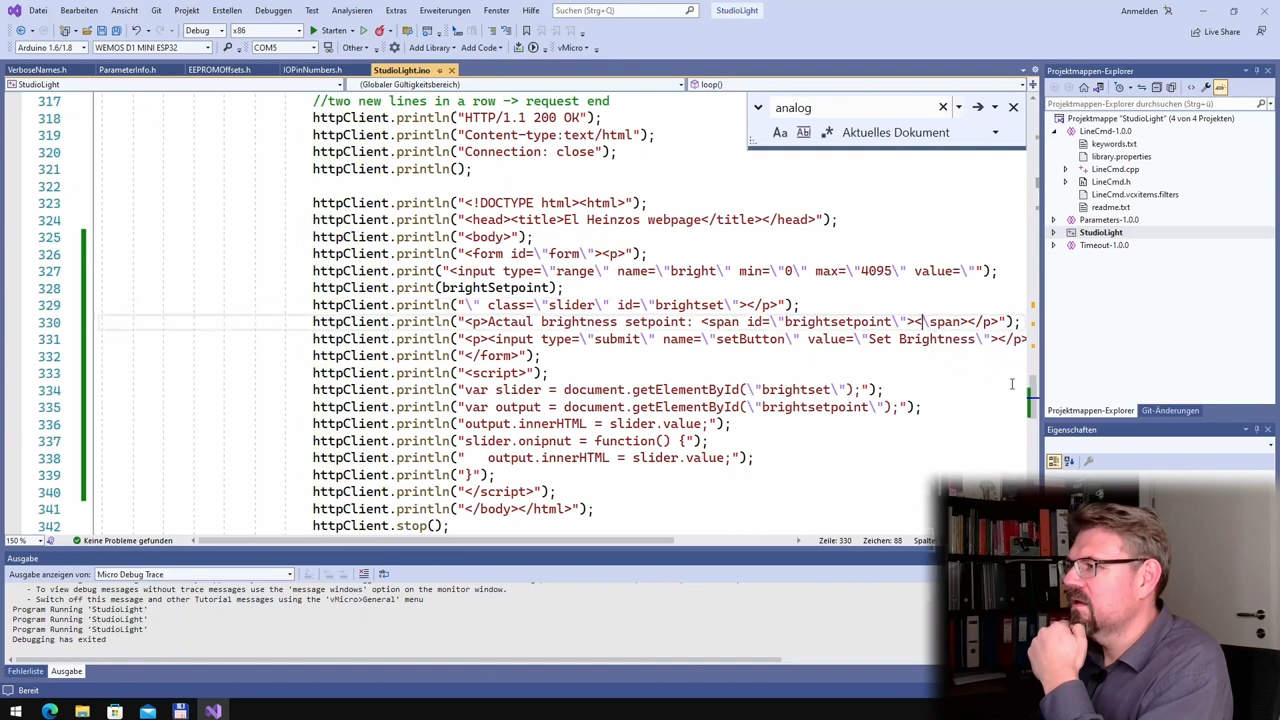 Datei Bearbeiten Ansicht Git Projekt Erstellen Debuggen Test Analysieren Extras Erweiterungen Fenster Hilfe Suchen (Strg+Q) StudioLight Anmelden
Debug x86 Starten Live Share
Arduino 1.6/1.8 WEMOS D1 MINI ESP32 COM5 Other Add Library Add Code vMicro
VerboseNames.h ParameterInfo.h EEPROMOffsets.h IOPinNumbers.h StudioLight.ino
StudioLight (Globaler Gültigkeitsbereich) loop()
analog
Aa Ab Aktuelles Dokument
317 //two new lines in a row -> request end
318 httpClient.println("HTTP/1.1 200 OK");
319 httpClient.println("Content-type:text/html");
320 httpClient.println("Connection: close");
321 httpClient.println();
322
323 httpClient.println("<!DOCTYPE html><html>");
324 httpClient.println("<head><title>El Heinzos webpage</title></head>");
325 httpClient.println("<body>");
326 httpClient.println("<form id=\"form\"><p>");
327 httpClient.print("<input type=\"range\" name=\"bright\" min=\"0\" max=\"4095\" value=\"");
328 httpClient.print(brightSetpoint);
329 httpClient.println("\" class=\"slider\" id=\"brightset\"></p>");
330 httpClient.println("<p>Actaul brightness setpoint: <span id=\"brightsetpoint\"><\span></p>");
331 httpClient.println("<p><input type=\"submit\" name=\"setButton\" value=\"Set Brightness\"></p>
332 httpClient.println("</form>");
333 httpClient.println("<script>");
334 httpClient.println("var slider = document.getElementById(\"brightset\");");
335 httpClient.println("var output = document.getElementById(\"brightsetpoint\");");
336 httpClient.println("output.innerHTML = slider.value;");
337 httpClient.println("slider.oniput = function() {");
338 httpClient.println("   output.innerHTML = slider.value;");
339 httpClient.println("}");
340 httpClient.println("</script>");
341 httpClient.println("</body></html>");
342 httpClient.stop();
150 % Keine Probleme gefunden Zeile: 330 Zeichen: 88
Projektmappen-Explorer
Projektmappen-Explorer durchsuchen (Strg+ü)
Projektmappe "StudioLight" (4 von 4 Projekten)
LineCmd-1.0.0
keywords.txt
library.properties
LineCmd.cpp
LineCmd.h
LineCmd.vcxitems.filters
readme.txt
Parameters-1.0.0
StudioLight
Timeout-1.0.0
Projektmappen-Explorer Git-Änderungen
Eigenschaften
Ausgabe
Ausgabe anzeigen von: Micro Debug Trace
- To view debug messages without trace messages use the 'message windows' option on the monitor window.
- Switch off this message and other Tutorial messages using the 'vMicro>General' menu
Program Running 'StudioLight'
Program Running 'StudioLight'
Program Running 'StudioLight'
Debugging has exited
Fehlerliste Ausgabe
Bereit